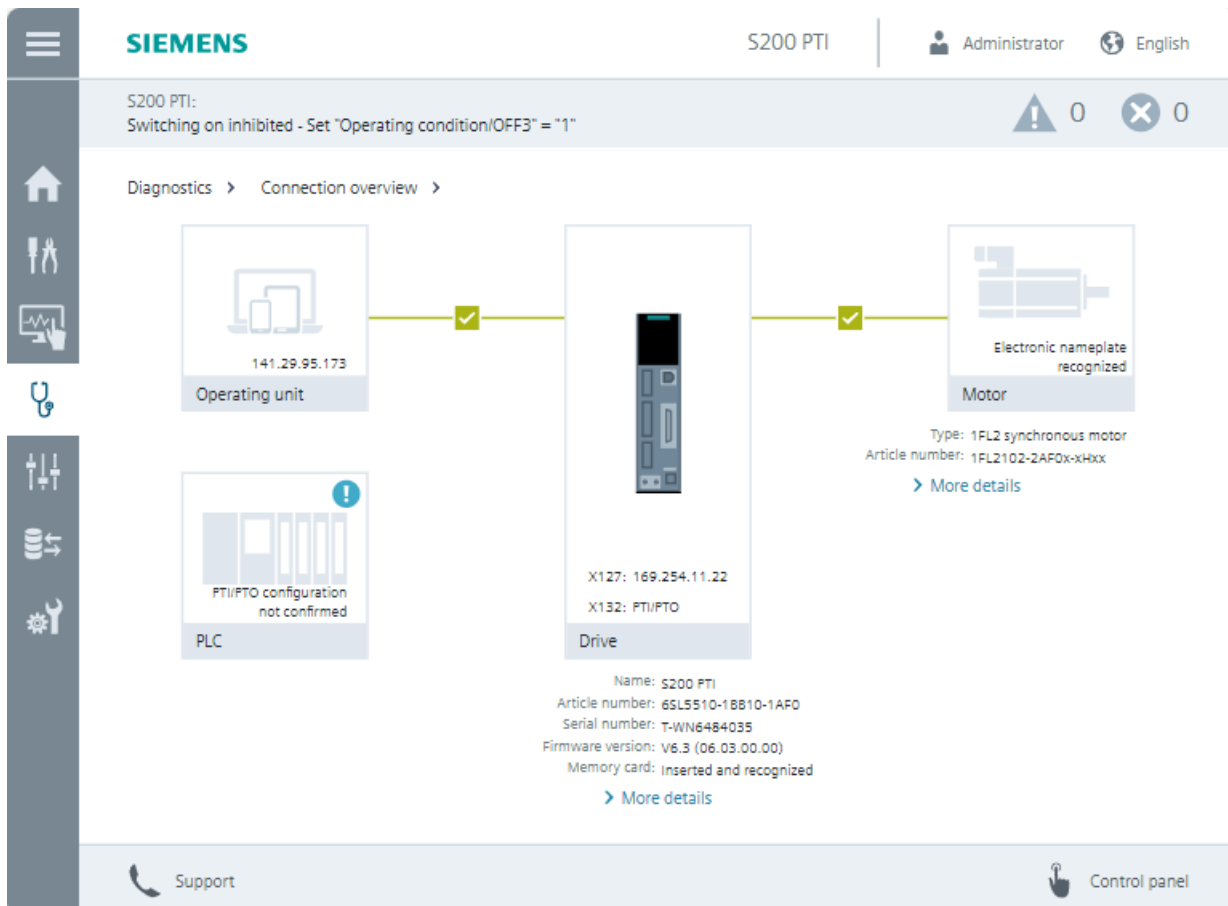 SIEMENS
S200 PTI
Administrator
English
S200 PTI:
Switching on inhibited - Set "Operating condition/OFF3" = "1"
0
0
Diagnostics
Connection overview
141.29.95.173
Operating unit
Electronic nameplate
recognized
Motor
Type: 1FL2 synchronous motor
Article number: 1FL2102-2AF0x-xHxx
More details
PTI/PTO configuration
not confirmed
PLC
X127: 169.254.11.22
X132: PTI/PTO
Drive
Name: S200 PTI
Article number: 6SL5510-1BB10-1AF0
Serial number: T-WN6484035
Firmware version: V6.3 (06.03.00.00)
Memory card: Inserted and recognized
More details
Support
Control panel